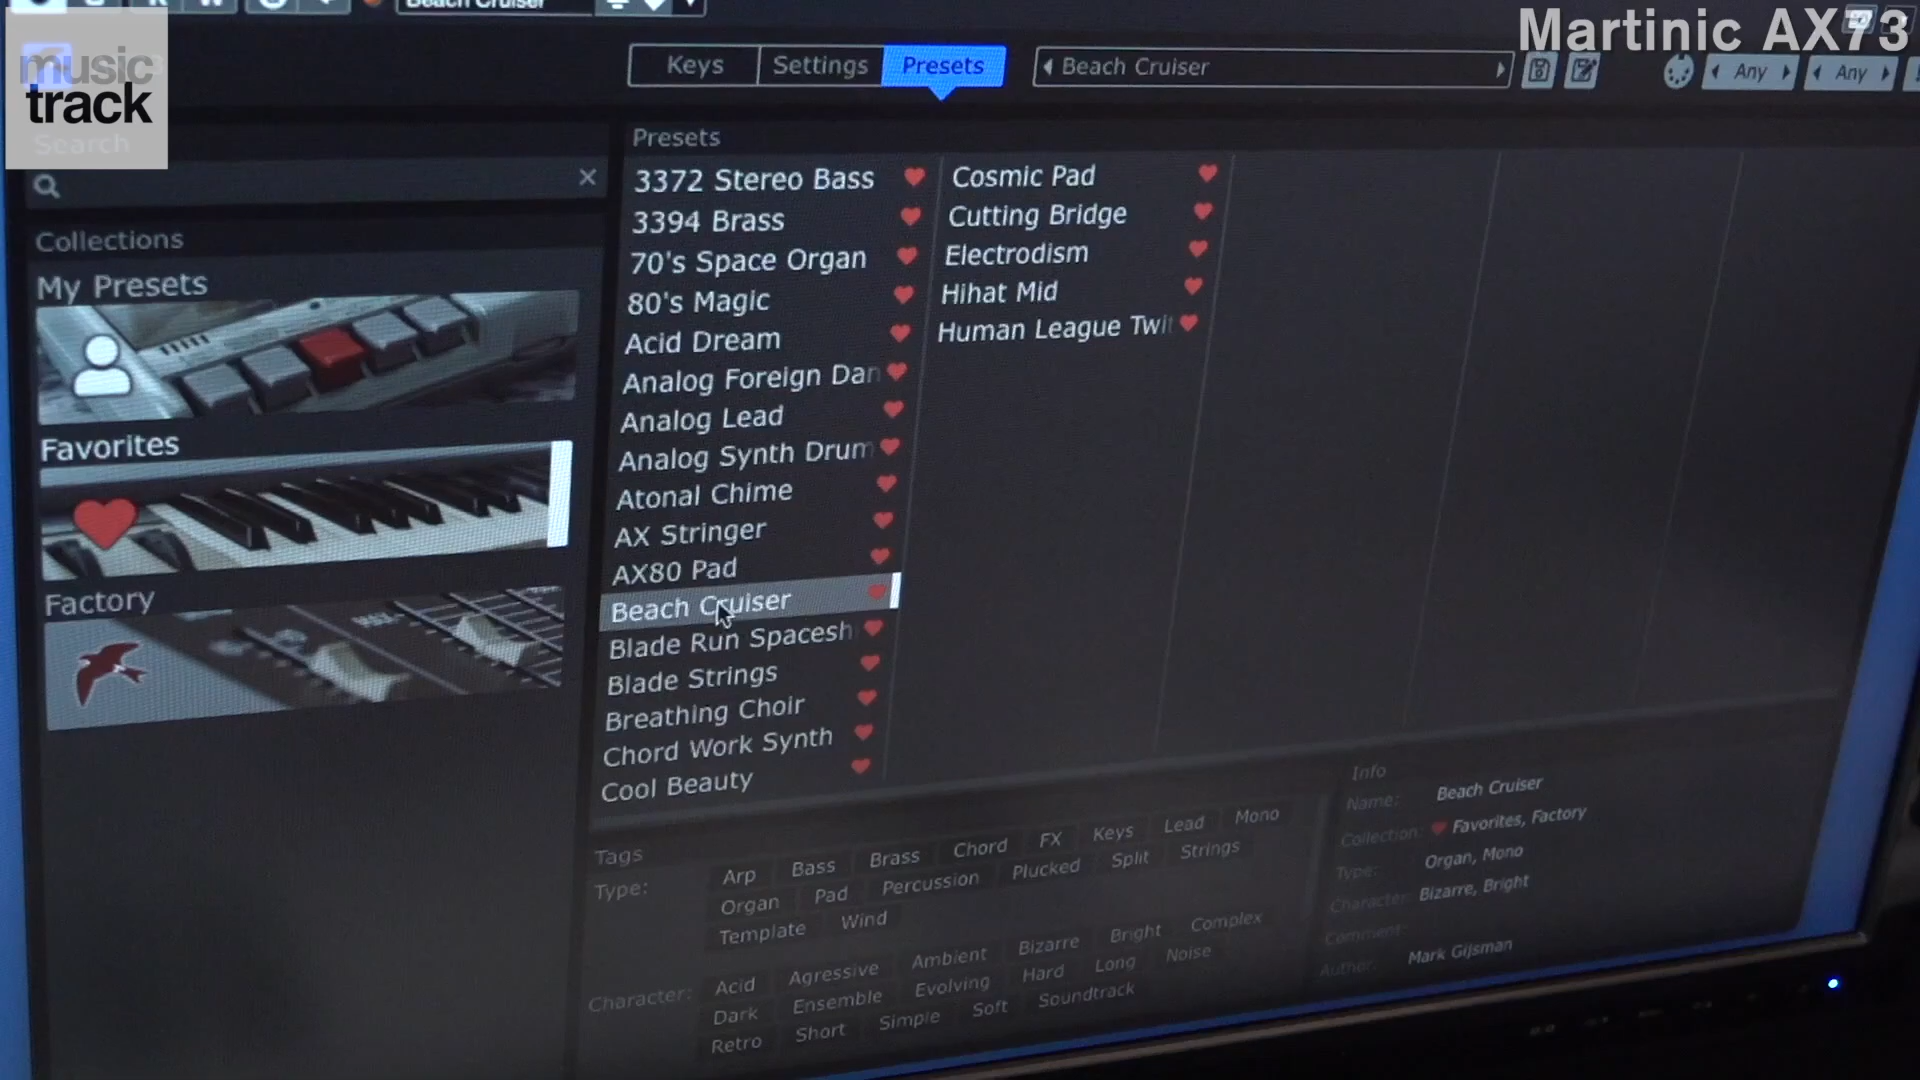 Martinic AX73
music
track
Beach Cruiser
Keys Settings Presets Beach Cruiser Any Any
Search
Collections
My Presets
Favorites
Factory
Presets
3372 Stereo Bass
3394 Brass
70's Space Organ
80's Magic
Acid Dream
Analog Foreign Dan
Analog Lead
Analog Synth Drum
Atonal Chime
AX Stringer
AX80 Pad
Beach Cruiser
Blade Run Spacesh
Blade Strings
Breathing Choir
Chord Work Synth
Cool Beauty
Cosmic Pad
Cutting Bridge
Electrodism
Hihat Mid
Human League Twi
Tags
Type: Arp Bass Brass Chord FX Keys Lead Mono
Organ Pad Percussion Plucked Split Strings
Template Wind
Character: Acid Agressive Ambient Bizarre Bright Complex
Dark Ensemble Evolving Hard Long Noise
Retro Short Simple Soft Soundtrack
Info
Name: Beach Cruiser
Collection: Favorites, Factory
Type: Organ, Mono
Character: Bizarre, Bright
Comment:
Author: Mark Gijsman